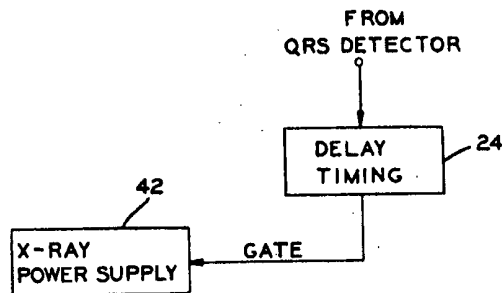 FROM
QRS DETECTOR
DELAY
TIMING
24
42
X-RAY
POWER SUPPLY
GATE